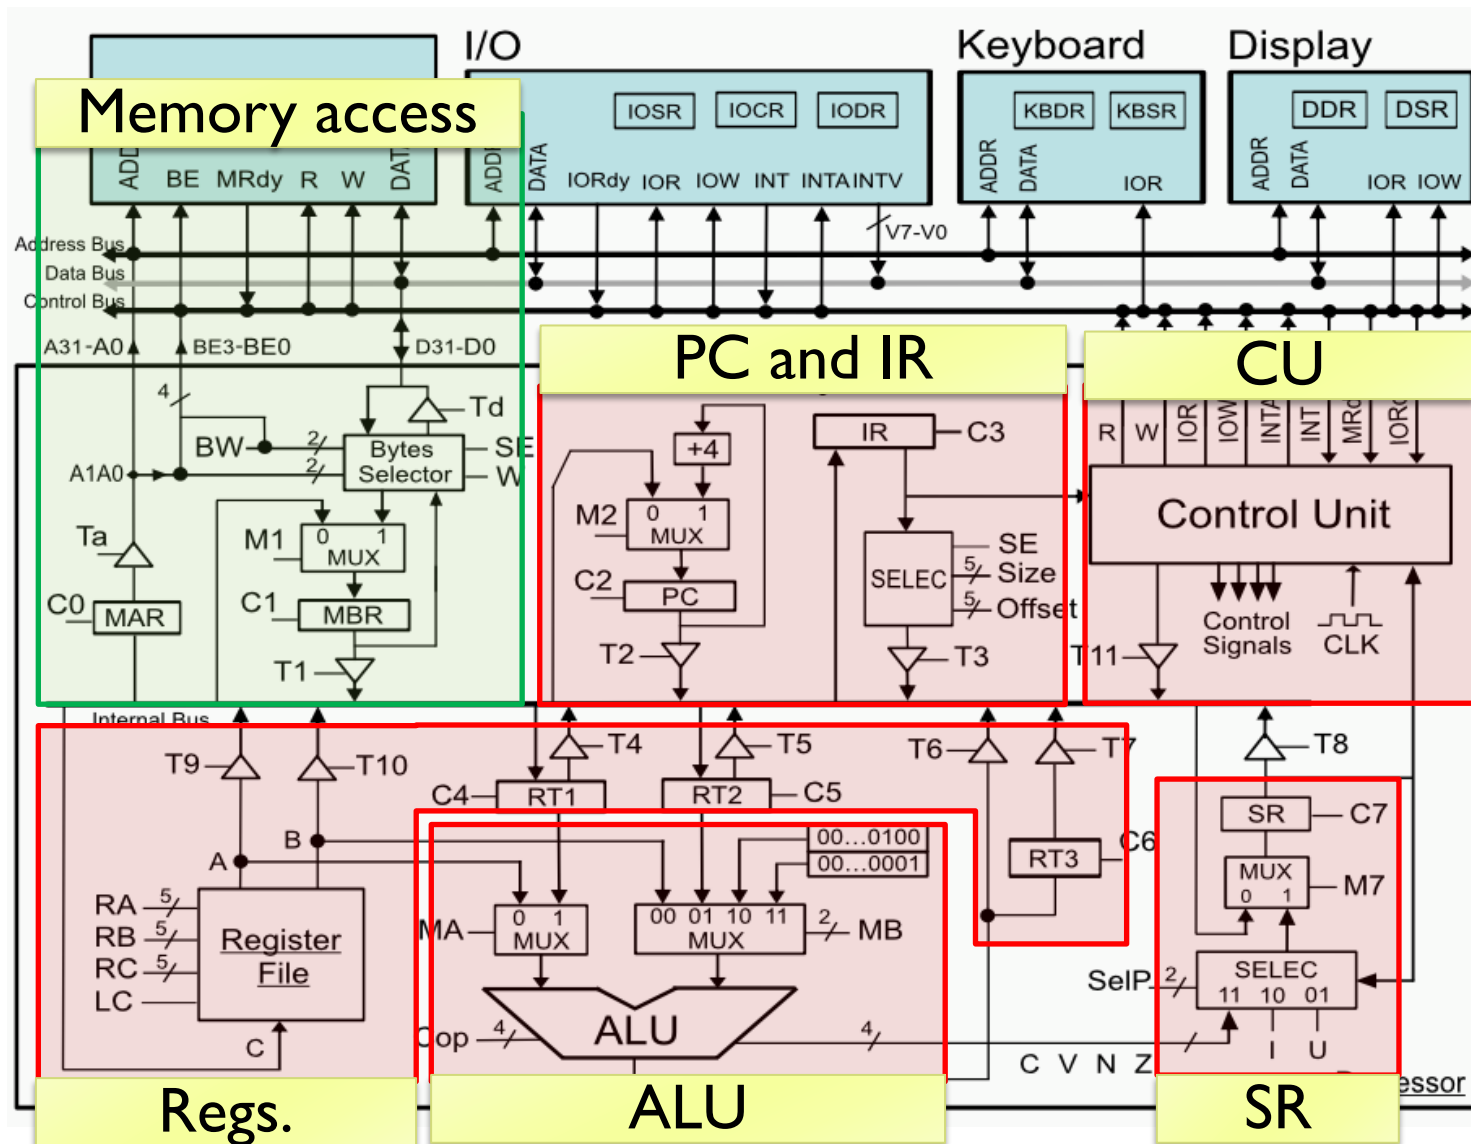 I/O
Keyboard
Display
Memory access
IOSR IOCR IODR
KBDR KBSR
DDR DSR
BE MRdy R W DATA
ADDR DATA IORdy IOR IOW INT INTA INTV
ADDR DATA IOR
ADDR DATA IOR IOW
V7-V0
Address Bus
Data Bus
Control Bus
A31-A0 BE3-BE0 D31-D0
PC and IR
CU
4
Td
BW 2
Bytes
Selector
SE
A1A0 2
W
Ta
M1 0 1
MUX
C0 MAR
C1 MBR
T1
+4
M2 0 1
MUX
C2 PC
T2
IR C3
SELEC
SE
5 Size
5 Offset
T3
R W IOR IOW INTA INT
Control Unit
Control
Signals
CLK
T11
Internal Bus
T9 T10 T4 T5 T6 T7 T8
C4 RT1 RT2 C5
SR C7
B 00...0100
A 00...0001
RT3 C6
MUX
0 1 M7
RA 5
RB 5
RC 5
LC
Register
File
C
MA 0 1
MUX
00 01 10 11
MUX
2 MB
SelP 2 SELEC
11 10 01
Cop 4 ALU 4
C V N Z I U
essor
Regs.
ALU
SR